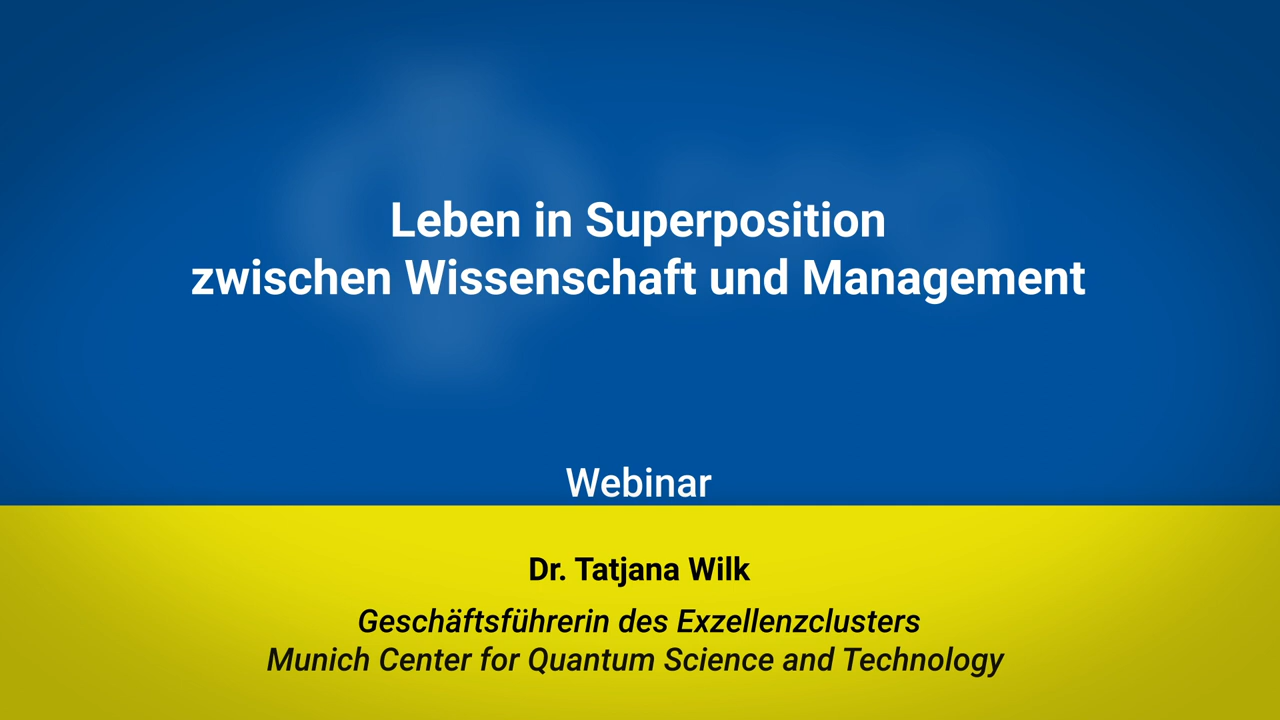 Leben in Superposition
zwischen Wissenschaft und Management
Webinar
Dr. Tatjana Wilk
Geschäftsführerin des Exzellenzclusters
Munich Center for Quantum Science and Technology